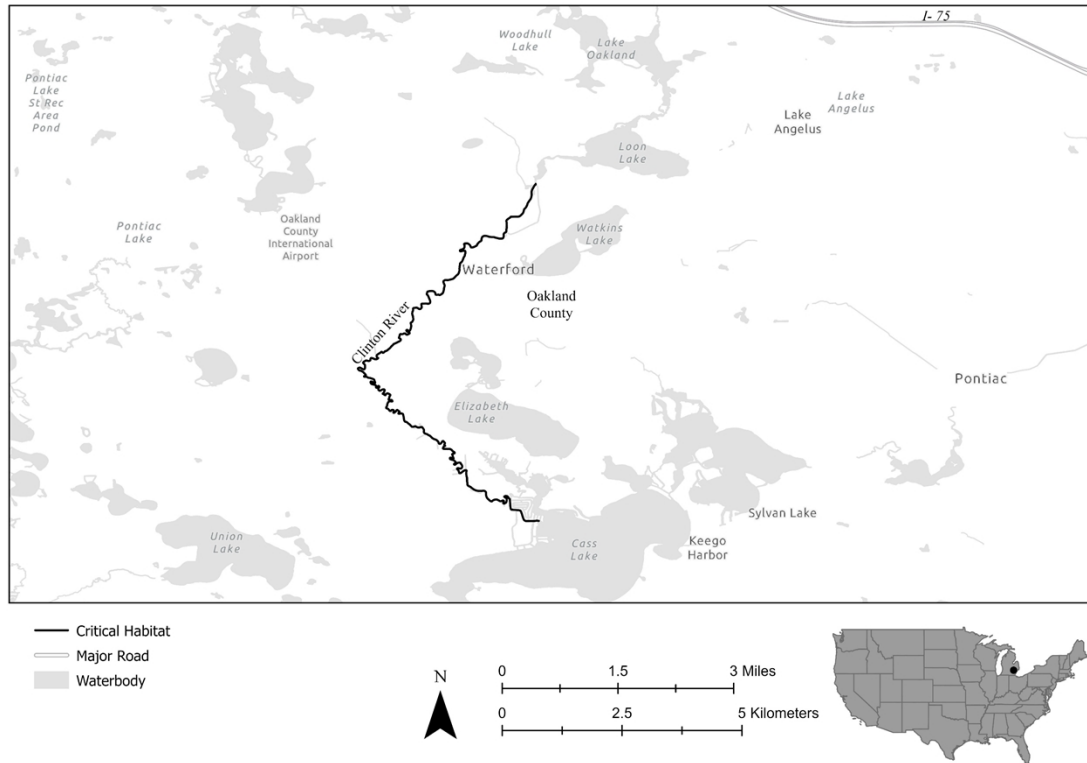 I- 75
Woodhull
Lake
Lake
Oakland
Pontiac
Lake
St Rec
Area
Pond
Lake
Angelus
Lake
Angelus
Loon
Lake
Pontiac
Lake
Oakland
County
International
Airport
Watkins
Lake
Waterford
Oakland
County
Clinton River
Pontiac
Elizabeth
Lake
Sylvan Lake
Union
Lake
Cass
Lake
Keego
Harbor
Critical Habitat
Major Road
Waterbody
N
0 1.5 3 Miles
0 2.5 5 Kilometers